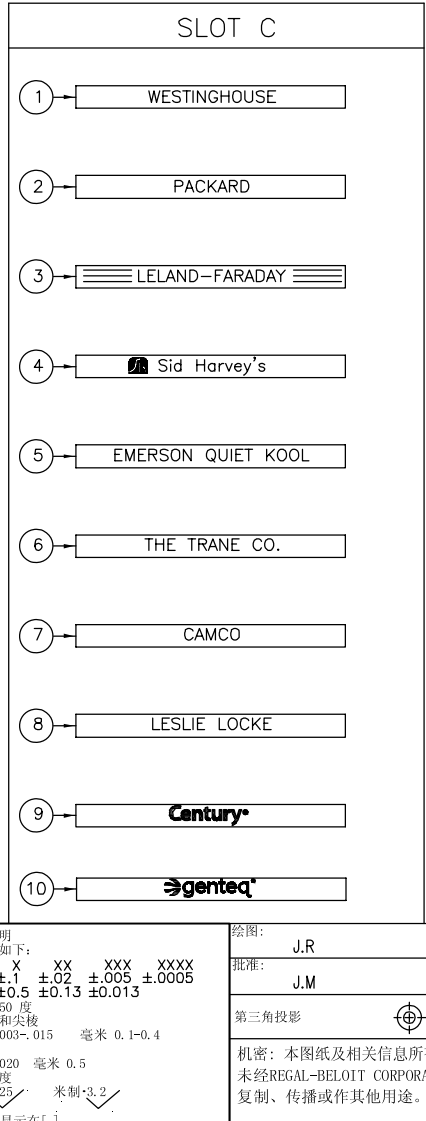 SLOT C
1 WESTINGHOUSE
2 PACKARD
3 LELAND-FARADAY
4 Sid Harvey's
5 EMERSON QUIET KOOL
6 THE TRANE CO.
7 CAMCO
8 LESLIE LOCKE
9 Century
10 genteq
明
如下:
X XX XXX XXXX
±.1 ±.02 ±.005 ±.0005
±0.5 ±0.13 ±0.013
50 度
和尖棱
003-.015 毫米 0.1-0.4
020 毫米 0.5
度
25 米制 3.2
显示在[ ]
绘图:
J.R
批准:
J.M
第三角投影
机密: 本图纸及相关信息所
未经REGAL-BELOIT CORPORA
复制、传播或作其他用途。